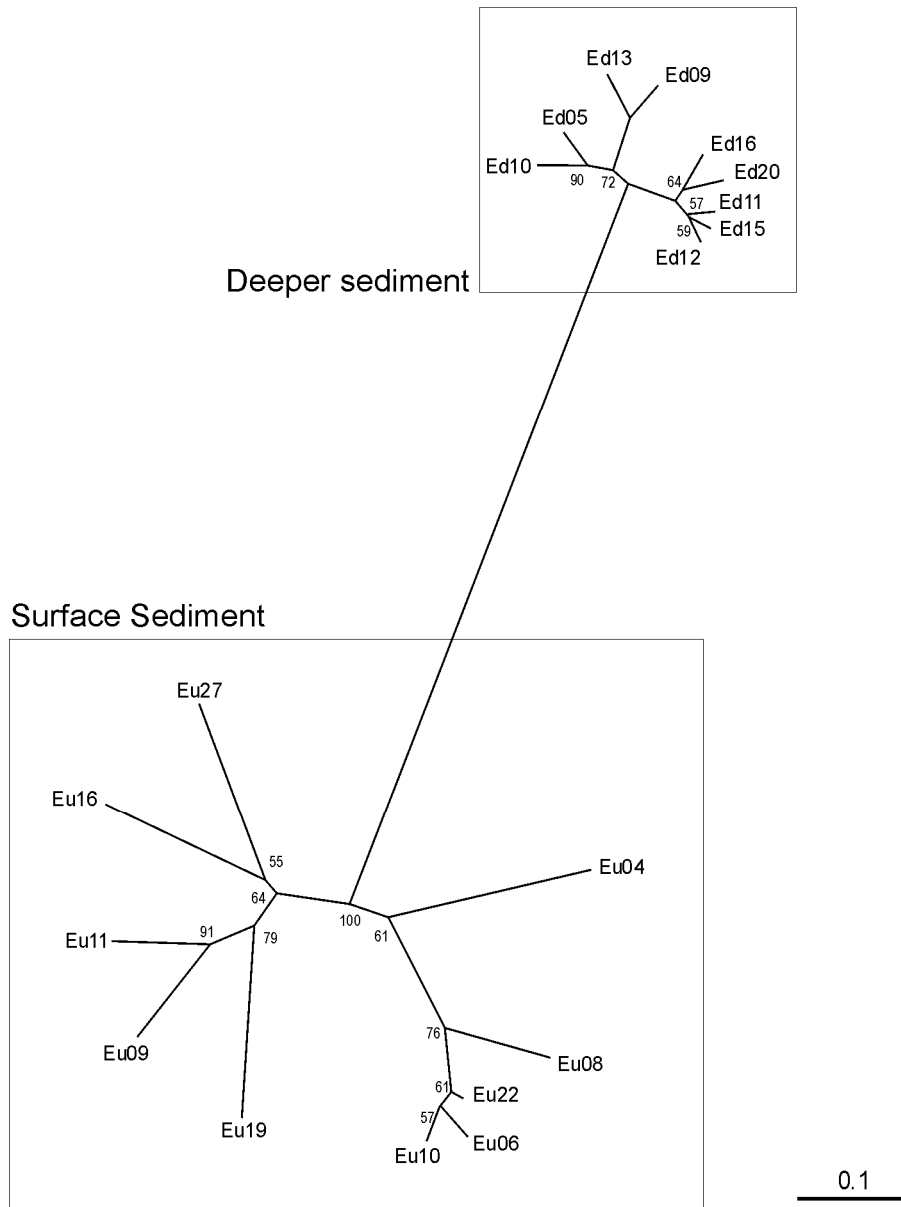 Ed13
Ed09
Ed05
Ed16
Ed10
Ed20
90
72
64
57
Ed11
Ed15
59
Ed12
Deeper sediment
Surface Sediment
Eu27
Eu16
55
Eu04
64
100
61
91
79
Eu11
Eu09
76
Eu08
61
Eu22
57
Eu19
Eu06
Eu10
0.1